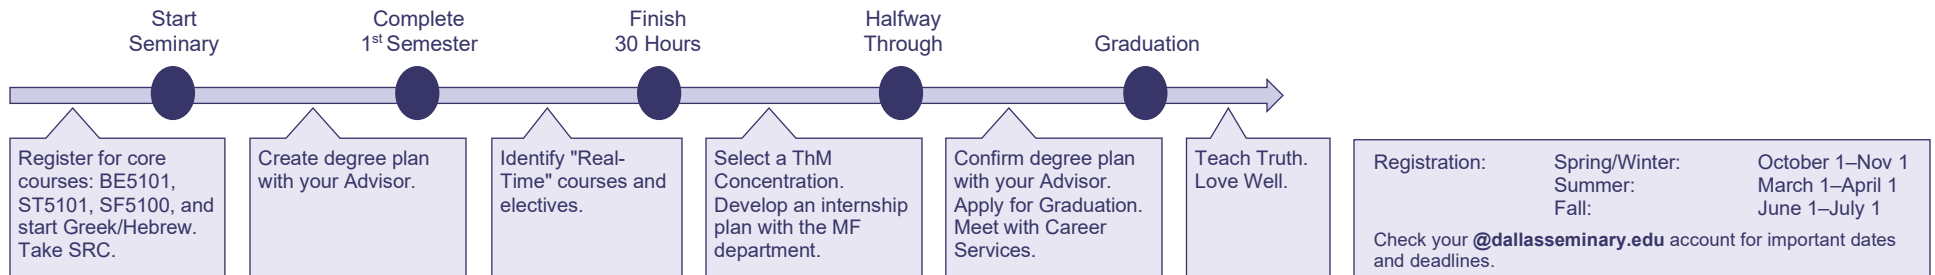 Start
Seminary
Complete
1st Semester
Finish
30 Hours
Halfway
Through
Graduation
Register for core
courses: BE5101,
ST5101, SF5100, and
start Greek/Hebrew.
Take SRC.
Create degree plan
with your Advisor.
Identify "Real-
Time" courses and
electives.
Select a ThM
Concentration.
Develop an internship
plan with the MF
department.
Confirm degree plan
with your Advisor.
Apply for Graduation.
Meet with Career
Services.
Teach Truth.
Love Well.
Registration: Spring/Winter: October 1–Nov 1
Summer: March 1–April 1
Fall: June 1–July 1
Check your @dallasseminary.edu account for important dates
and deadlines.